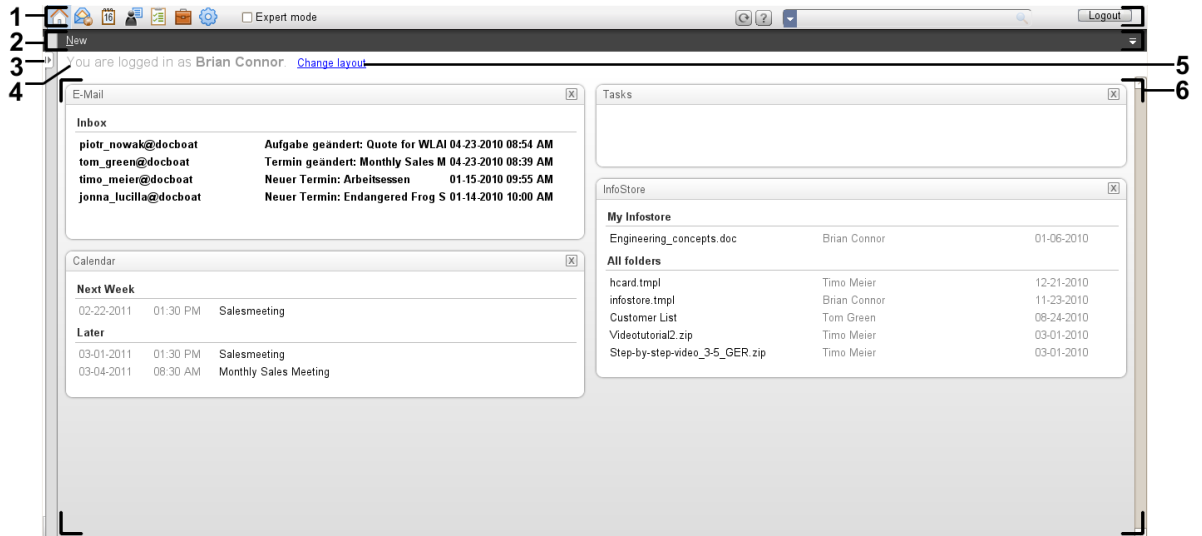 1
16
Expert mode
?
Logout
2
New
3
You are logged in as Brian Connor. Change layout
5
4
6
E-Mail X
Inbox
piotr_nowak@docboat Aufgabe geändert: Quote for WLAI 04-23-2010 08:54 AM
tom_green@docboat Termin geändert: Monthly Sales M 04-23-2010 08:39 AM
timo_meier@docboat Neuer Termin: Arbeitsessen 01-15-2010 09:55 AM
jonna_lucilla@docboat Neuer Termin: Endangered Frog S 01-14-2010 10:00 AM
Calendar X
Next Week
02-22-2011 01:30 PM Salesmeeting
Later
03-01-2011 01:30 PM Salesmeeting
03-04-2011 08:30 AM Monthly Sales Meeting
Tasks X
InfoStore X
My Infostore
Engineering_concepts.doc Brian Connor 01-06-2010
All folders
hcard.tmpl Timo Meier 12-21-2010
infostore.tmpl Brian Connor 11-23-2010
Customer List Tom Green 08-24-2010
Videotutorial2.zip Timo Meier 03-01-2010
Step-by-step-video_3-5_GER.zip Timo Meier 03-01-2010